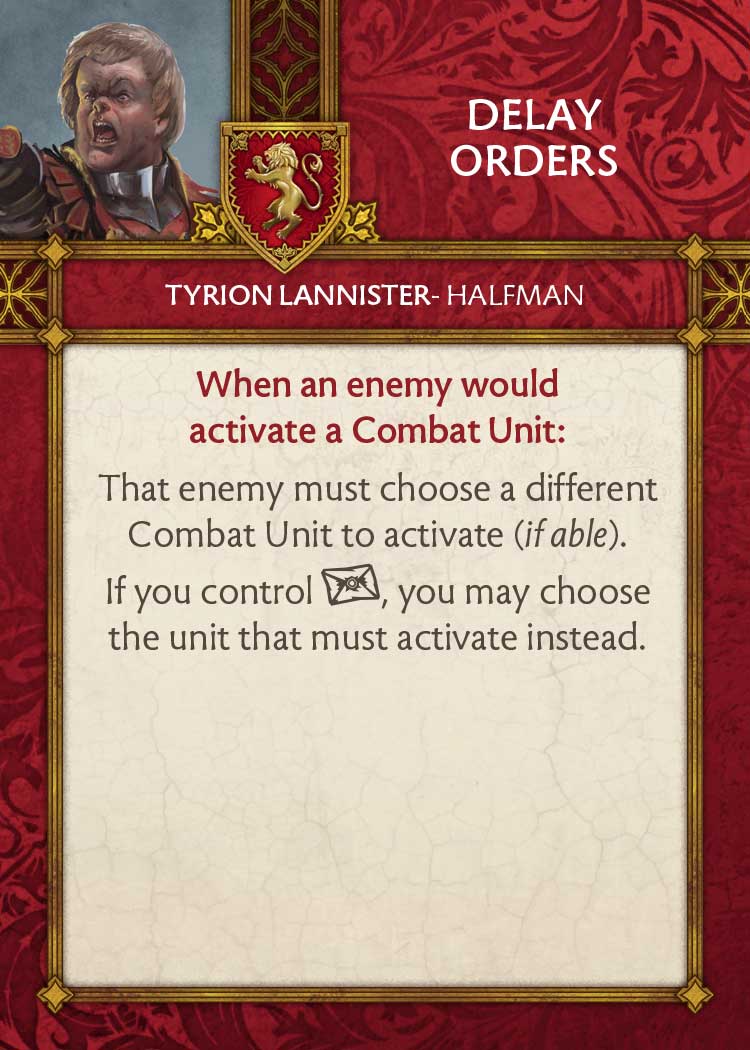 DELAY
ORDERS
TYRION LANNISTER- HALFMAN
When an enemy would
activate a Combat Unit:
That enemy must choose a different
Combat Unit to activate (if able).
If you control , you may choose
the unit that must activate instead.